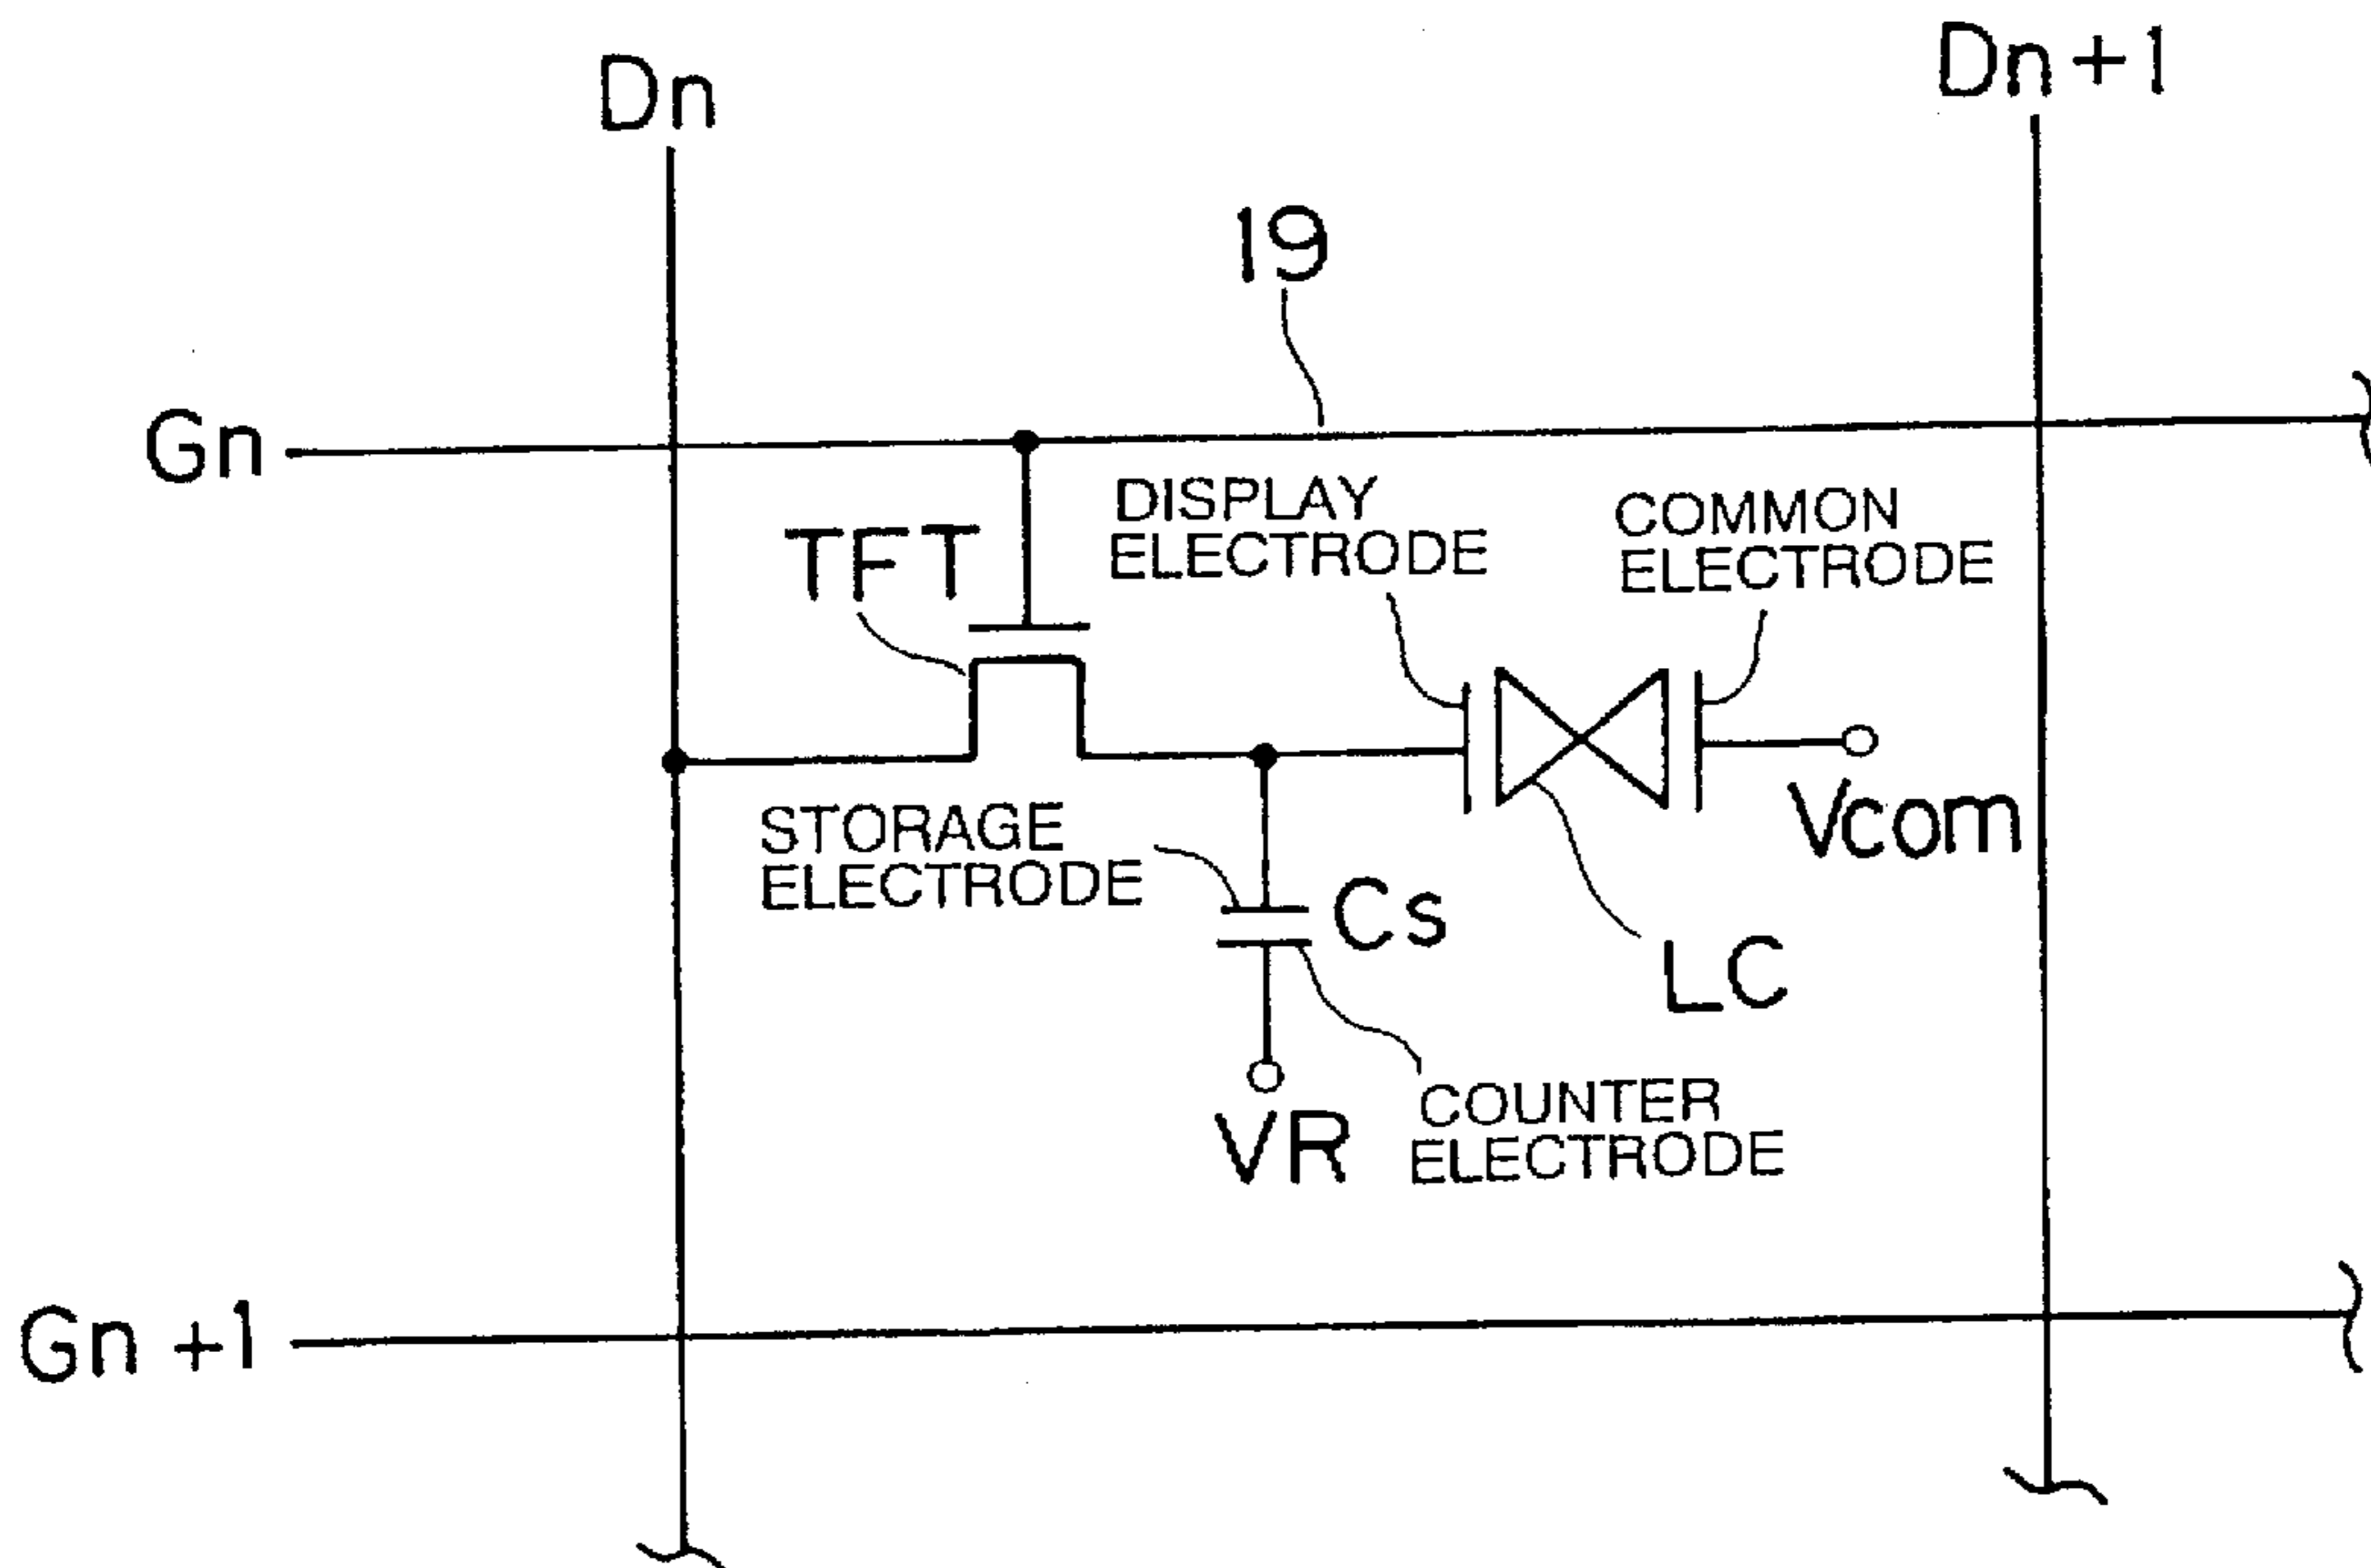 Dn
Dn+1
19
Gn
DISPLAY
ELECTRODE
COMMON
ELECTRODE
TFT
Vcom
STORAGE
ELECTRODE
Cs
LC
VR
COUNTER
ELECTRODE
Gn+1